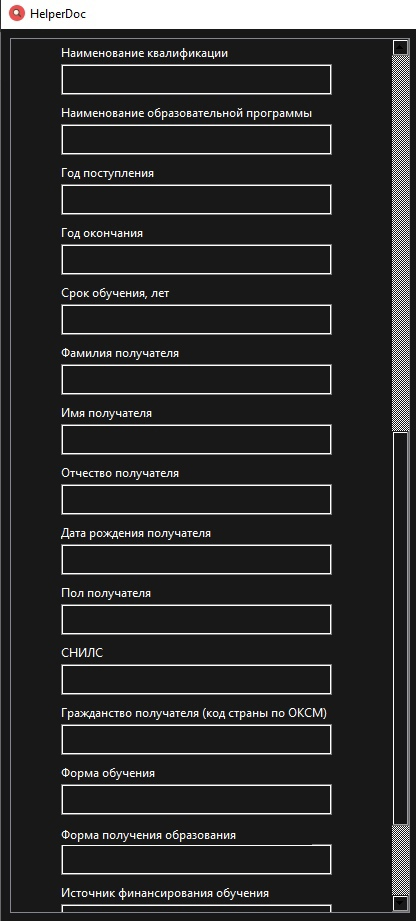 HelperDoc
Наименование квалификации
Наименование образовательной программы
Год поступления
Год окончания
Срок обучения, лет
Фамилия получателя
Имя получателя
Отчество получателя
Дата рождения получателя
Пол получателя
СНИЛС
Гражданство получателя (код страны по ОКСМ)
Форма обучения
Форма получения образования
Источник финансирования обучения